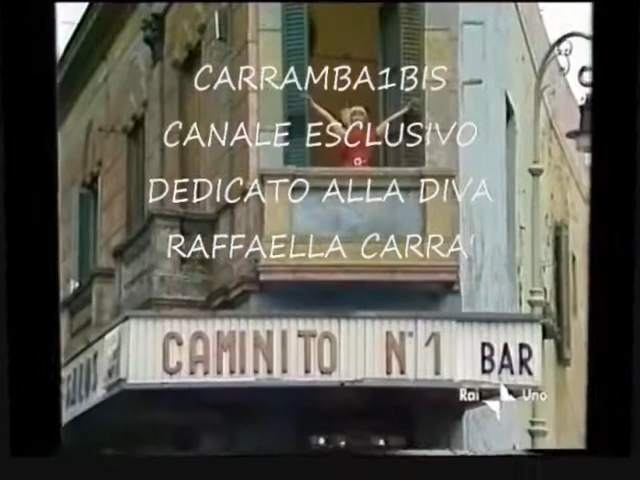 CARRAMBA1BIS
CANALE ESCLUSIVO
DEDICATO ALLA DIVA
RAFFAELLA CARRA'
CAMINITO N°1 BAR
Rai Uno